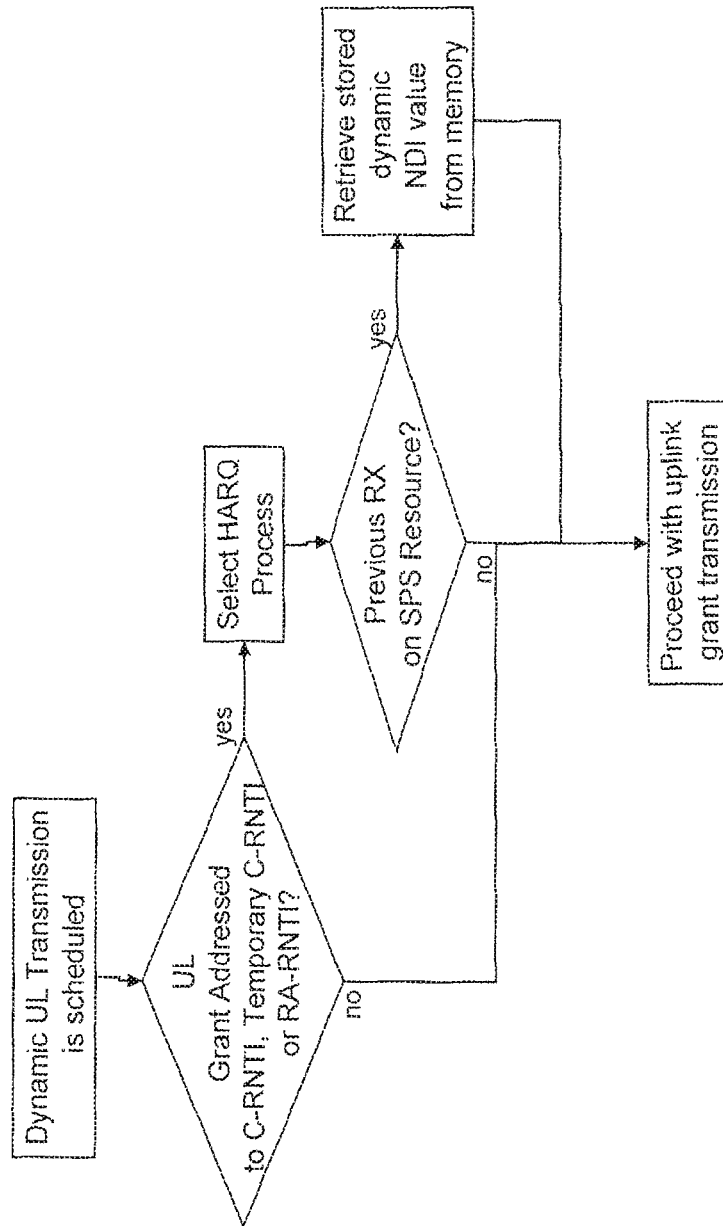 Dynamic UL Transmission
is scheduled
UL
Grant Addressed
to C-RNTI, Temporary C-RNTI
or RA-RNTI?
yes
no
Select HARQ
Process
Previous RX
on SPS Resource?
yes
no
Retrieve stored
dynamic
NDI value
from memory
Proceed with uplink
grant transmission